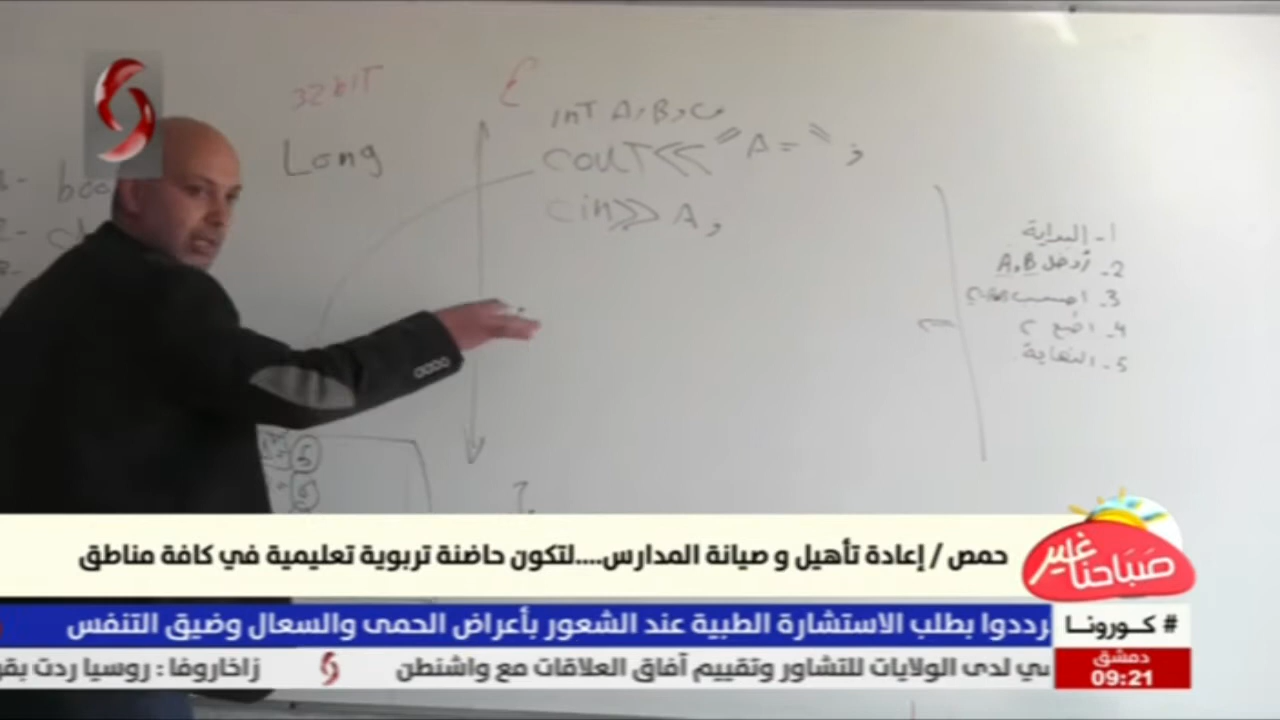 32 bIT
Long
int A, B, C,
couT<<"A=";
cin>>A,
1- البداية
2- أدخل A,B
3- احسب
4- اطبع C
5- النهاية
صباحنا غير
حمص / إعادة تأهيل و صيانة المدارس....لتكون حاضنة تربوية تعليمية في كافة مناطق
# كورونا
رددوا بطلب الاستشارة الطبية عند الشعور بأعراض الحمى والسعال وضيق التنفس
دمشق
09:21
ي لدى الولايات للتشاور وتقييم آفاق العلاقات مع واشنطن
زاخاروفا : روسيا ردت بقو